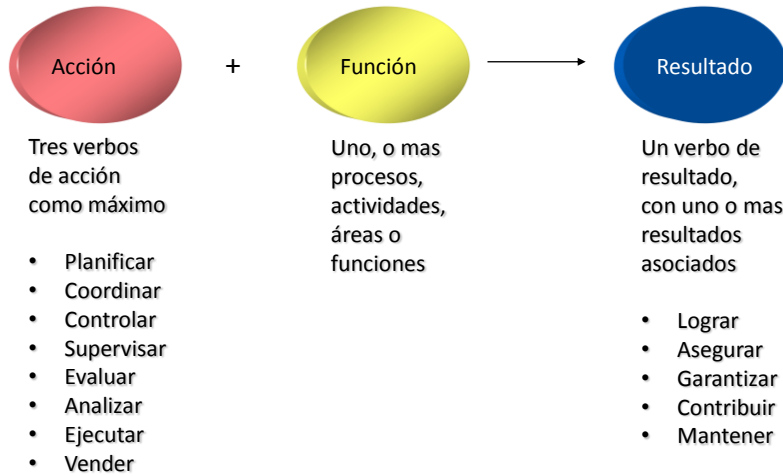 Acción + Función Resultado
Tres verbos
de acción
como máximo
• Planificar
• Coordinar
• Controlar
• Supervisar
• Evaluar
• Analizar
• Ejecutar
• Vender
Uno, o mas
procesos,
actividades,
áreas o
funciones
Un verbo de
resultado,
con uno o mas
resultados
asociados
• Lograr
• Asegurar
• Garantizar
• Contribuir
• Mantener